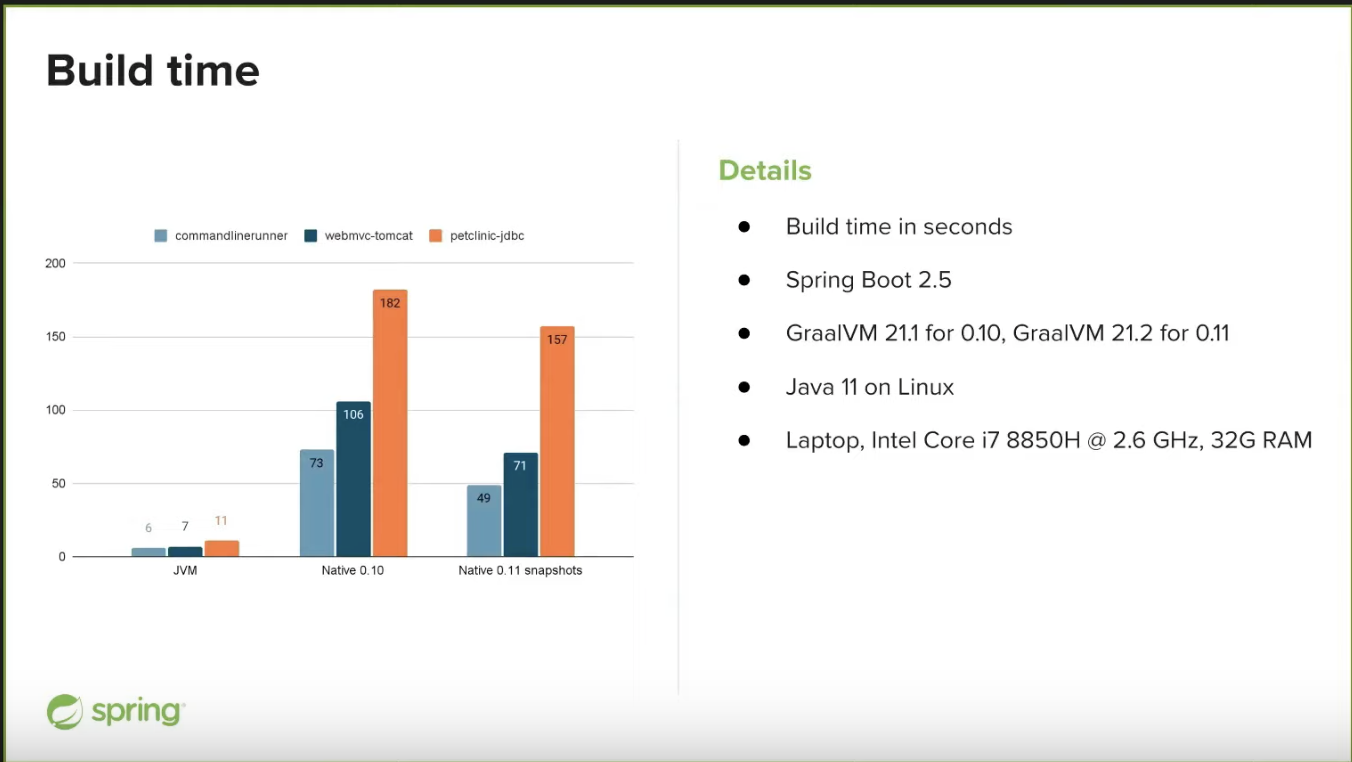 Build time
commandlinerunner webmvc-tomcat petclinic-jdbc
200
150
100
50
0
6 7 11
73 106 182
49 71 157
JVM Native 0.10 Native 0.11 snapshots
Details
● Build time in seconds
● Spring Boot 2.5
● GraalVM 21.1 for 0.10, GraalVM 21.2 for 0.11
● Java 11 on Linux
● Laptop, Intel Core i7 8850H @ 2.6 GHz, 32G RAM
spring®